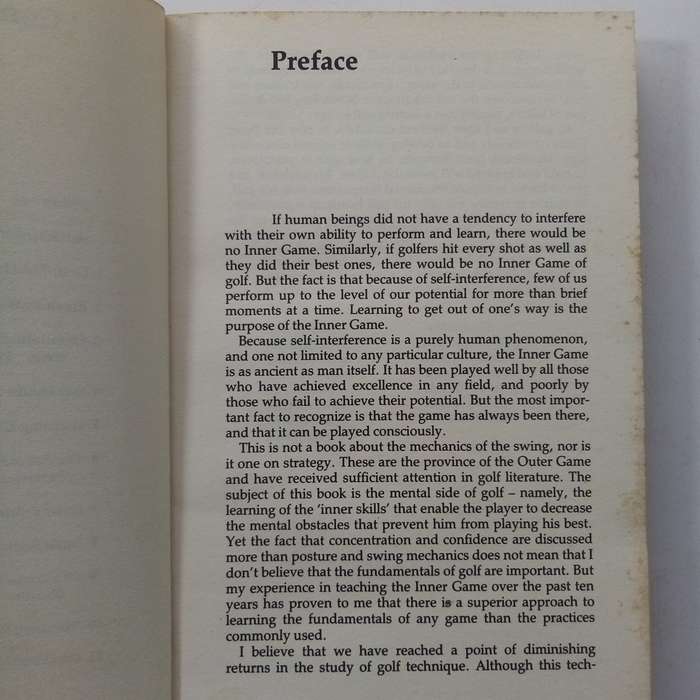 Preface
If human beings did not have a tendency to interfere
with their own ability to perform and learn, there would be
no Inner Game. Similarly, if golfers hit every shot as well as
they did their best ones, there would be no Inner Game of
golf. But the fact is that because of self-interference, few of us
perform up to the level of our potential for more than brief
moments at a time. Learning to get out of one's way is the
purpose of the Inner Game.
Because self-interference is a purely human phenomenon,
and one not limited to any particular culture, the Inner Game
is as ancient as man itself. It has been played well by all those
who have achieved excellence in any field, and poorly by
those who fail to achieve their potential. But the most impor-
tant fact to recognize is that the game has always been there,
and that it can be played consciously.
This is not a book about the mechanics of the swing, nor is
it one on strategy. These are the province of the Outer Game
and have received sufficient attention in golf literature. The
subject of this book is the mental side of golf – namely, the
learning of the 'inner skills' that enable the player to decrease
the mental obstacles that prevent him from playing his best.
Yet the fact that concentration and confidence are discussed
more than posture and swing mechanics does not mean that I
don't believe that the fundamentals of golf are important. But
my experience in teaching the Inner Game over the past ten
years has proven to me that there is a superior approach to
learning the fundamentals of any game than the practices
commonly used.
I believe that we have reached a point of diminishing
returns in the study of golf technique. Although this tech-